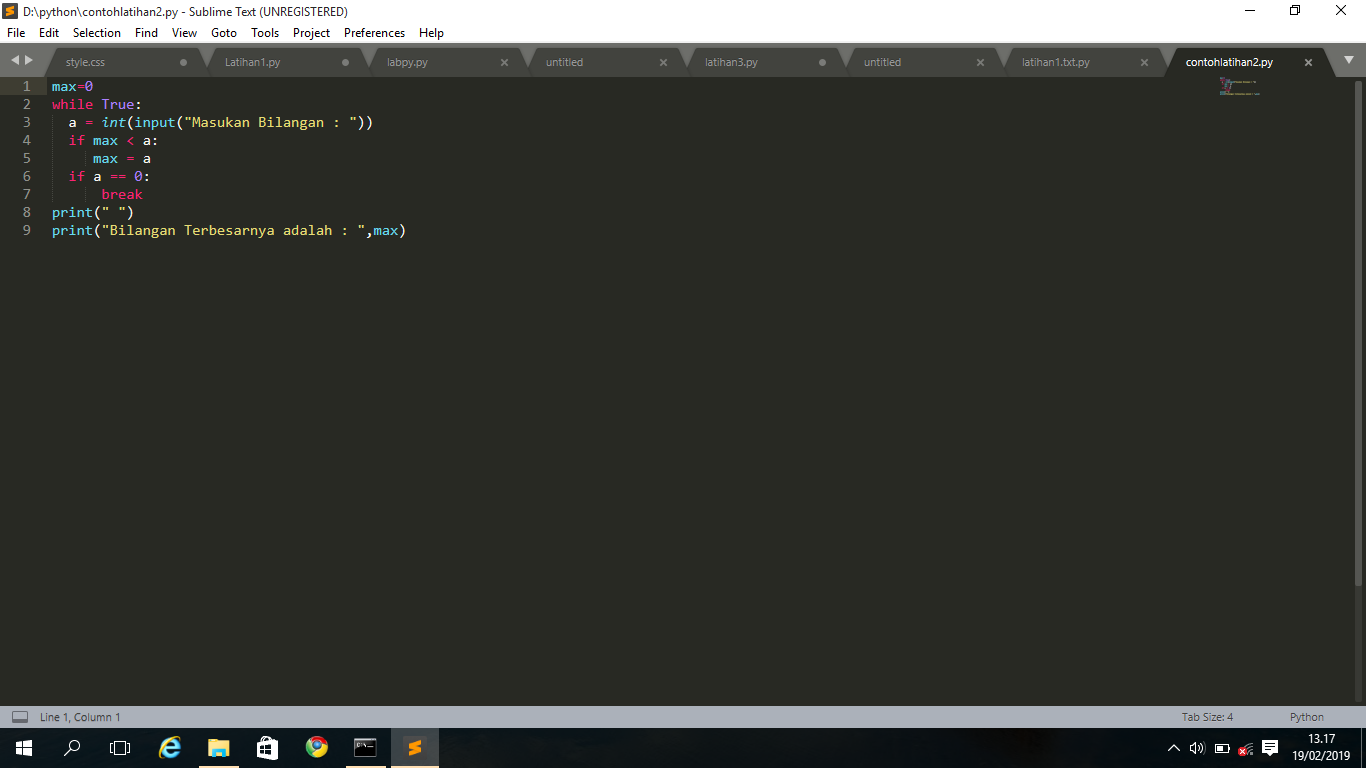 D:\python\contohlatihan2.py - Sublime Text (UNREGISTERED)
File Edit Selection Find View Goto Tools Project Preferences Help
style.css Latihan1.py labpy.py untitled latihan3.py untitled latihan1.txt.py contohlatihan2.py
1 max=0
2 while True:
3   a = int(input("Masukan Bilangan : "))
4   if max < a:
5      max = a
6   if a == 0:
7       break
8 print(" ")
9 print("Bilangan Terbesarnya adalah : ",max)
Line 1, Column 1 Tab Size: 4 Python
13.17
19/02/2019